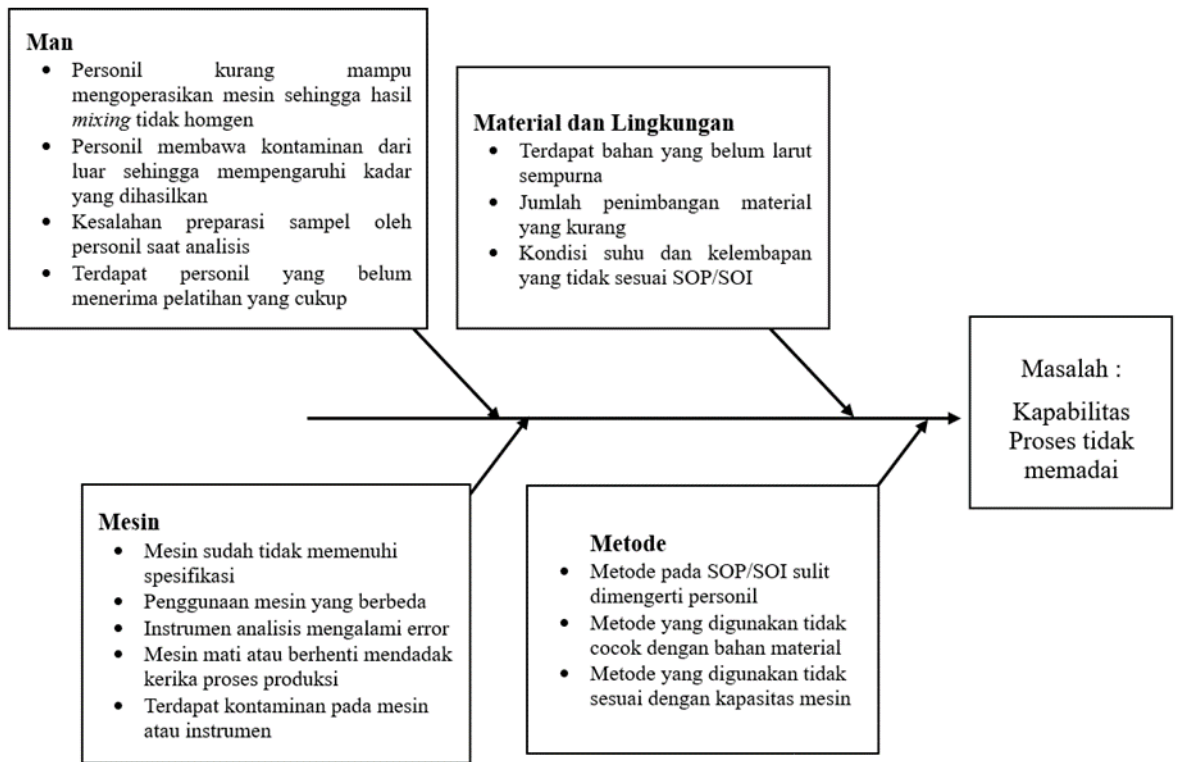 Man
• Personil kurang mampu
mengoperasikan mesin sehingga hasil
mixing tidak homgen
• Personil membawa kontaminan dari
luar sehingga mempengaruhi kadar
yang dihasilkan
• Kesalahan preparasi sampel oleh
personil saat analisis
• Terdapat personil yang belum
menerima pelatihan yang cukup
Material dan Lingkungan
• Terdapat bahan yang belum larut
sempurna
• Jumlah penimbangan material
yang kurang
• Kondisi suhu dan kelembapan
yang tidak sesuai SOP/SOI
Masalah :
Kapabilitas
Proses tidak
memadai
Mesin
• Mesin sudah tidak memenuhi
spesifikasi
• Penggunaan mesin yang berbeda
• Instrumen analisis mengalami error
• Mesin mati atau berhenti mendadak
kerika proses produksi
• Terdapat kontaminan pada mesin
atau instrumen
Metode
• Metode pada SOP/SOI sulit
dimengerti personil
• Metode yang digunakan tidak
cocok dengan bahan material
• Metode yang digunakan tidak
sesuai dengan kapasitas mesin